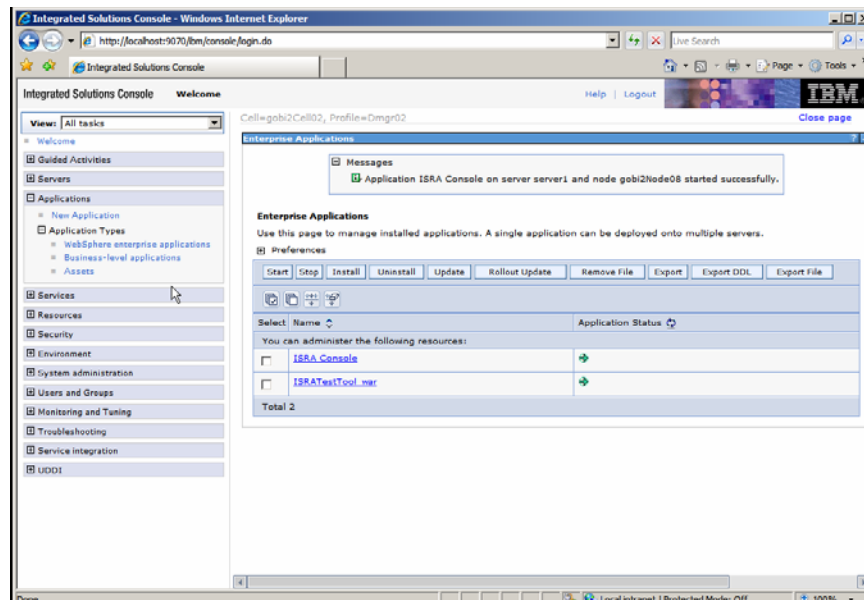 Integrated Solutions Console - Windows Internet Explorer
http://localhost:9070/ibm/console/login.do
Live Search
Integrated Solutions Console
Page
Tools
Integrated Solutions Console Welcome
Help | Logout
IBM.
View: All tasks
Welcome
Guided Activities
Servers
Applications
New Application
Application Types
WebSphere enterprise applications
Business-level applications
Assets
Services
Resources
Security
Environment
System administration
Users and Groups
Monitoring and Tuning
Troubleshooting
Service integration
UDDI
Cell=gobi2Cell02, Profile=Dmgr02
Close page
Enterprise Applications
?
Messages
Application ISRA Console on server server1 and node gobi2Node08 started successfully.
Enterprise Applications
Use this page to manage installed applications. A single application can be deployed onto multiple servers.
Preferences
Start Stop Install Uninstall Update Rollout Update Remove File Export Export DDL Export File
Select Name Application Status
You can administer the following resources:
ISRA Console
ISRATestTool_war
Total 2
Done
Local intranet | Protected Mode: Off
100%